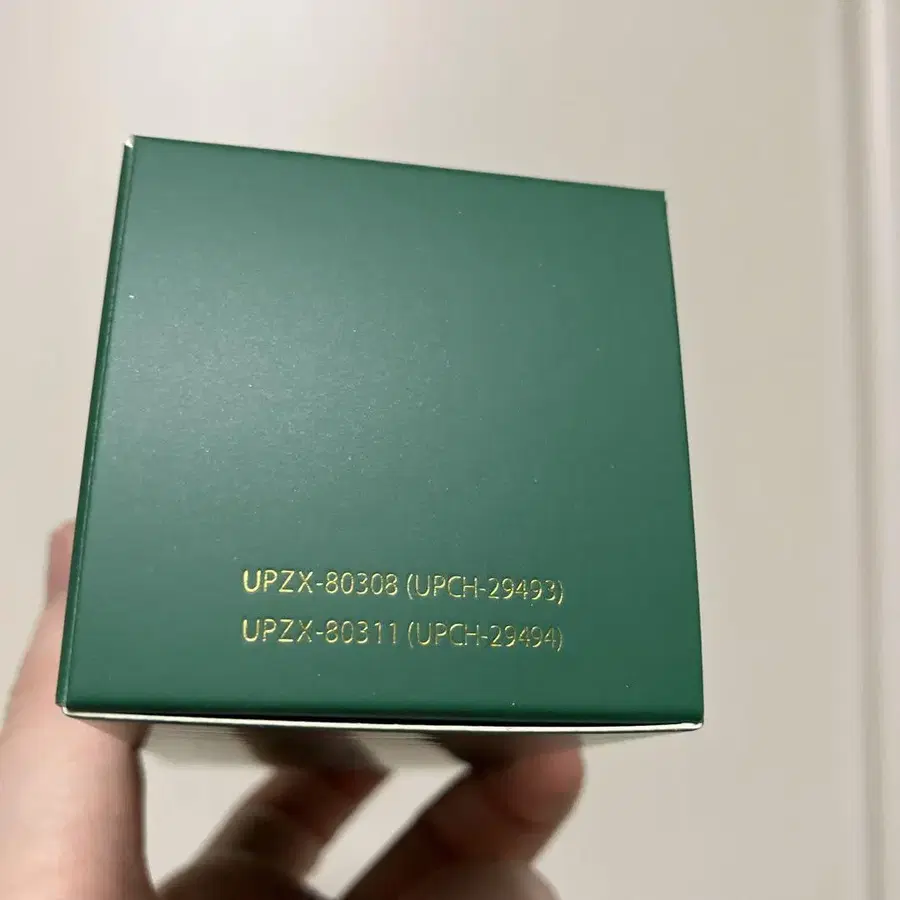 UPZX-80308 (UPCH-29493)
UPZX-80311 (UPCH-29494)